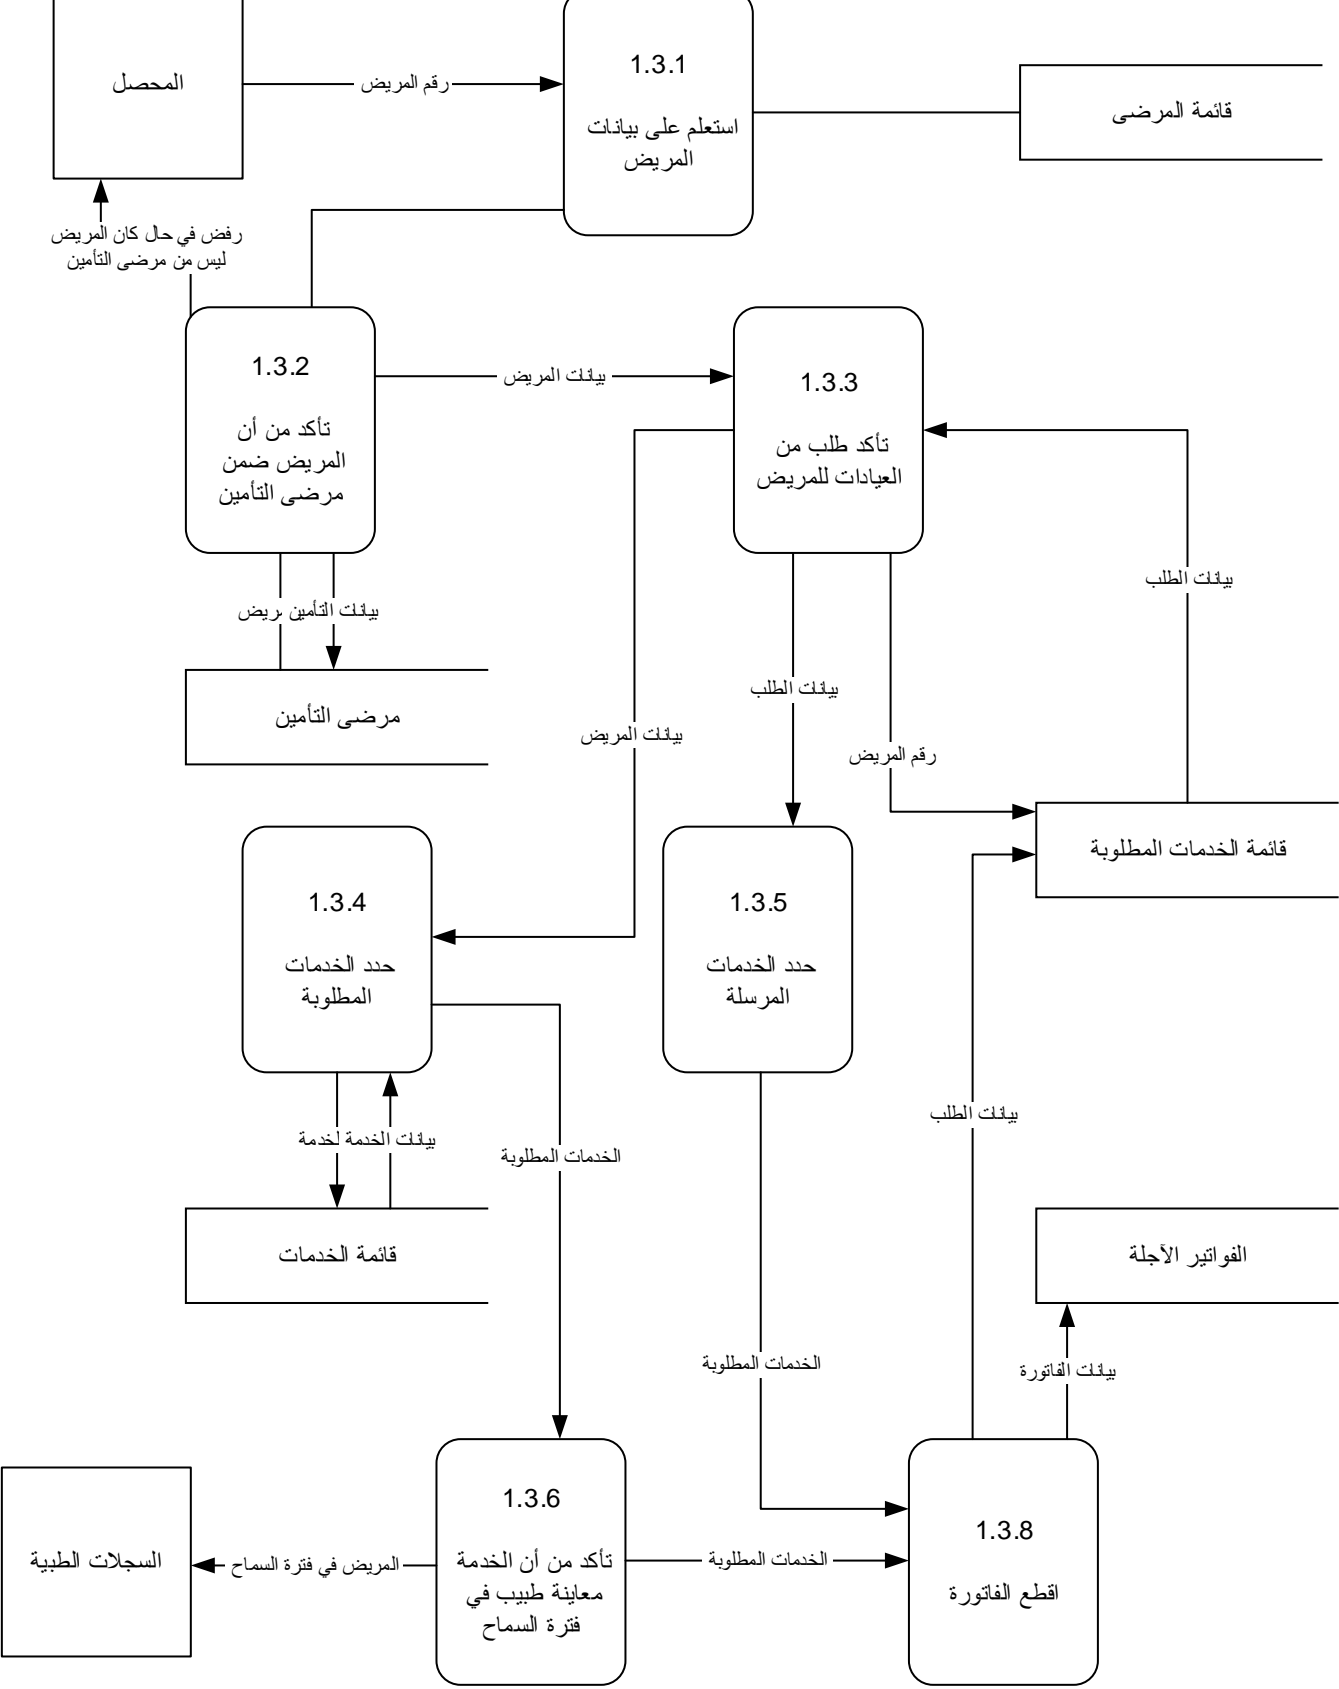 المحصل
رقم المريض
1.3.1
استعلم على بيانات
المريض
قائمة المرضى
رفض في حال كان المريض
ليس من مرضى التأمين
1.3.2
تأكد من أن
المريض ضمن
مرضى التأمين
بيانات المريض
1.3.3
تأكد طلب من
العيادات للمريض
بيانات الطلب
بيانات التأمين
مرضى التأمين
بيانات المريض
بيانات الطلب
رقم المريض
قائمة الخدمات المطلوبة
1.3.4
حدد الخدمات
المطلوبة
1.3.5
حدد الخدمات
المرسلة
بيانات الخدمة
الخدمات المطلوبة
بيانات الطلب
قائمة الخدمات
الفواتير الآجلة
الخدمات المطلوبة
بيانات الفاتورة
السجلات الطبية
المريض في فترة السماح
1.3.6
تأكد من أن الخدمة
معاينة طبيب في
فترة السماح
الخدمات المطلوبة
1.3.8
اقطع الفاتورة